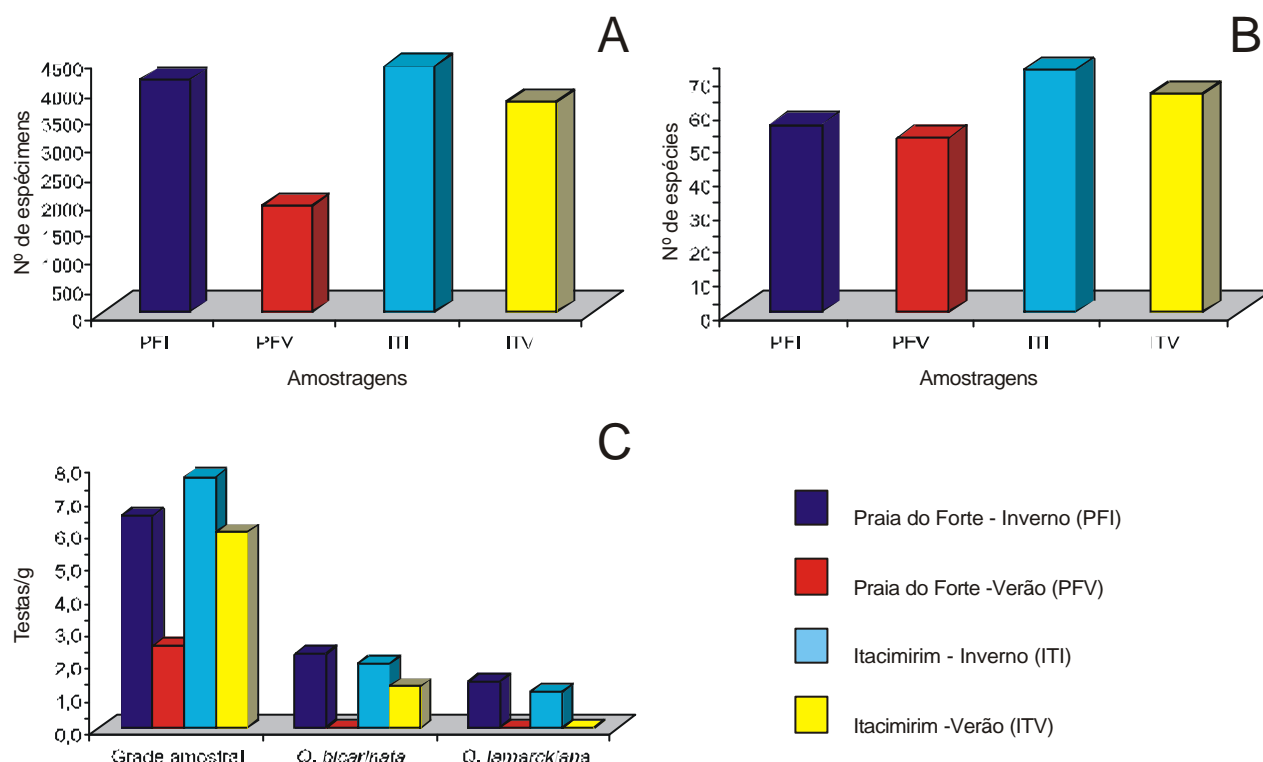 A
Nº de espécimens
4500
4000
3500
3000
2500
2000
1500
1000
500
0
PFI PFV ITI ITV
Amostragens
B
Nº de espécies
70
60
50
40
30
20
10
0
PFI PFV ITI ITV
Amostragens
C
Testas/g
8,0
7,0
6,0
5,0
4,0
3,0
2,0
1,0
0,0
Grade amostral Q. bicarinata Q. lamarckiana
Praia do Forte - Inverno (PFI)
Praia do Forte -Verão (PFV)
Itacimirim - Inverno (ITI)
Itacimirim -Verão (ITV)